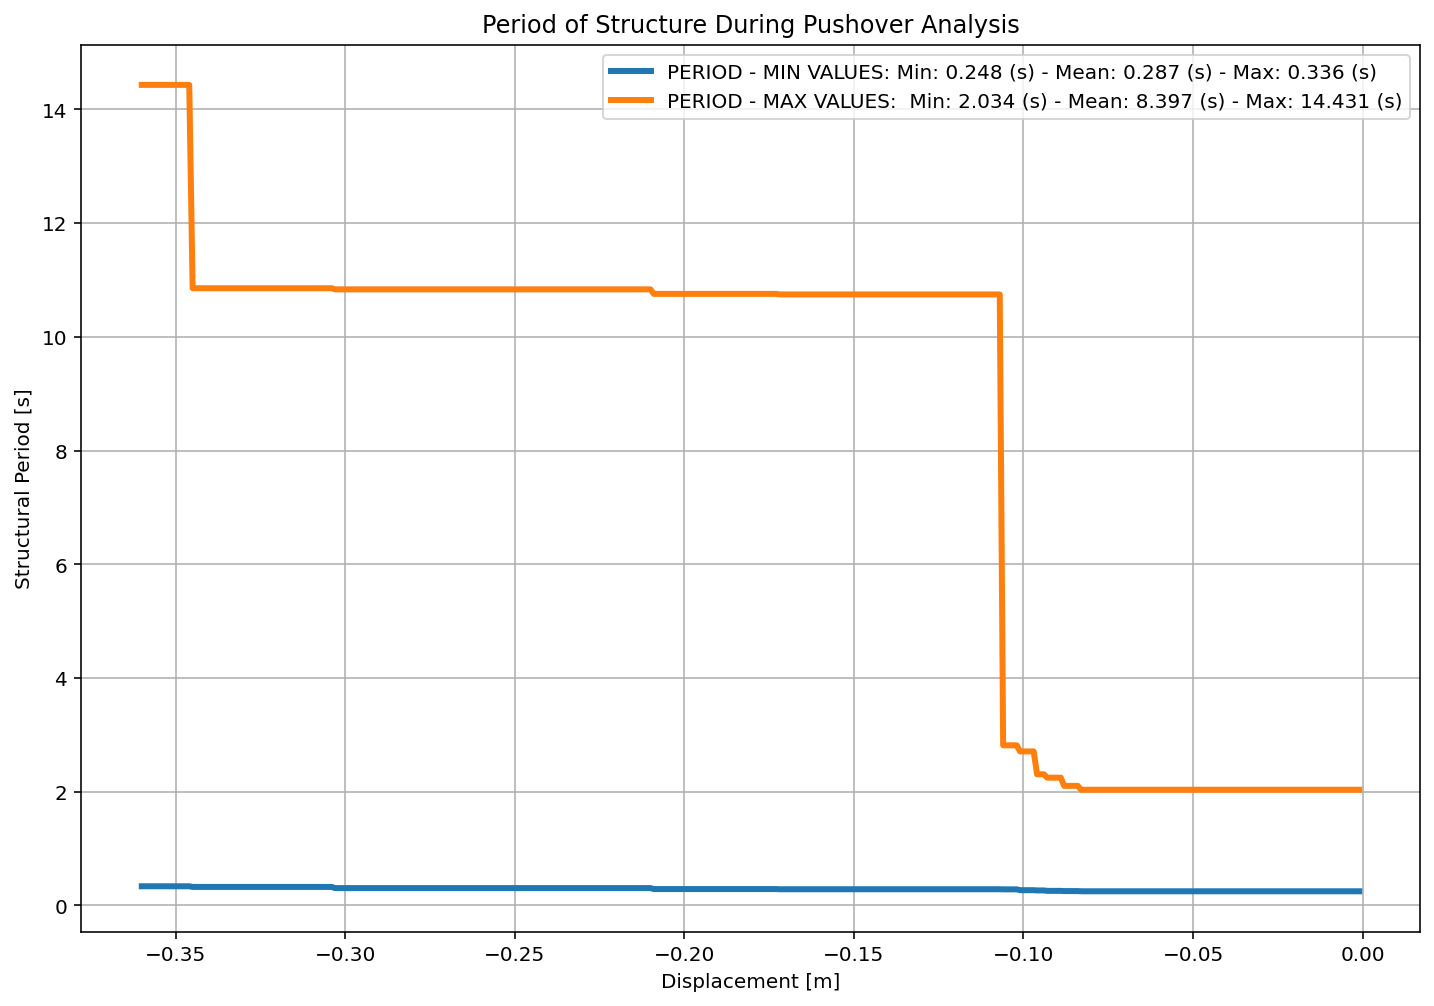 Period of Structure During Pushover Analysis
PERIOD - MIN VALUES: Min: 0.248 (s) - Mean: 0.287 (s) - Max: 0.336 (s)
PERIOD - MAX VALUES:  Min: 2.034 (s) - Mean: 8.397 (s) - Max: 14.431 (s)
Structural Period [s]
14
12
10
8
6
4
2
0
−0.35 −0.30 −0.25 −0.20 −0.15 −0.10 −0.05 0.00
Displacement [m]